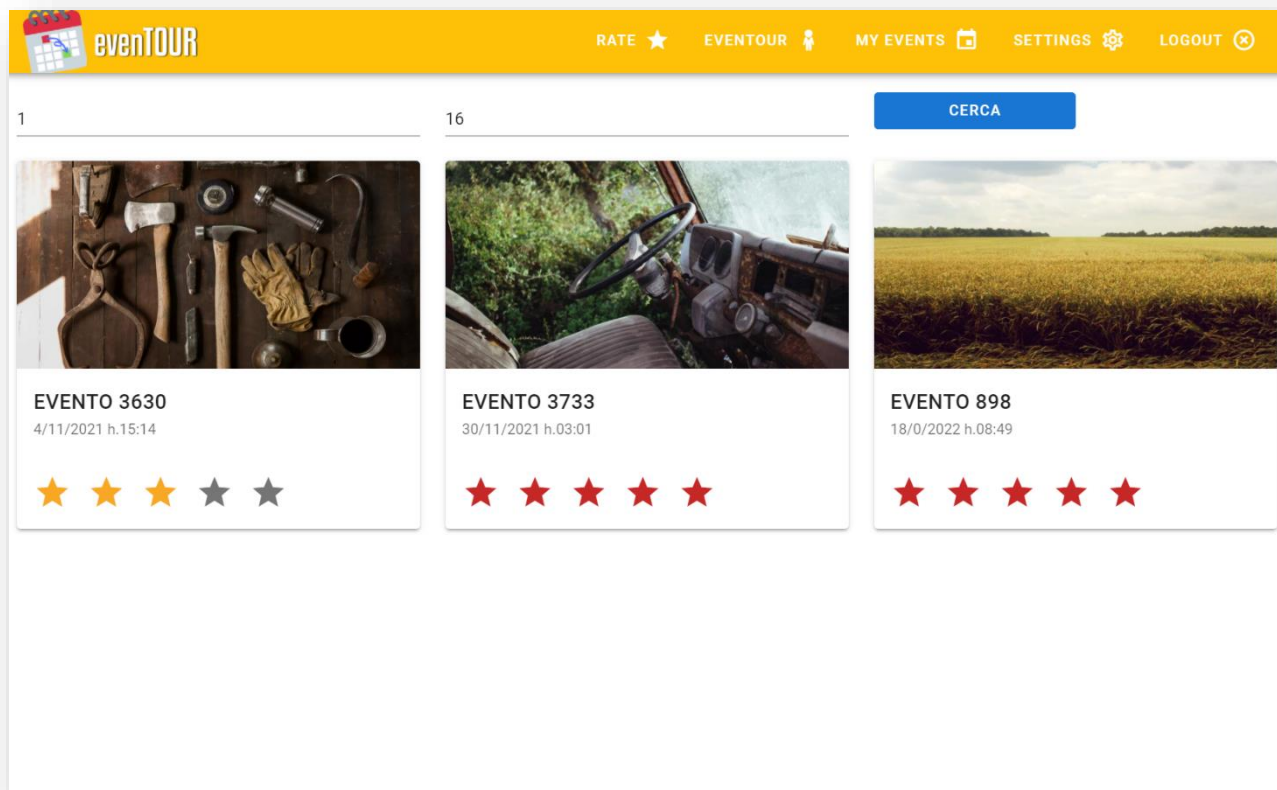 evenTOUR
RATE
EVENTOUR
MY EVENTS
SETTINGS
LOGOUT
1
16
CERCA
EVENTO 3630
4/11/2021 h.15:14
EVENTO 3733
30/11/2021 h.03:01
EVENTO 898
18/0/2022 h.08:49